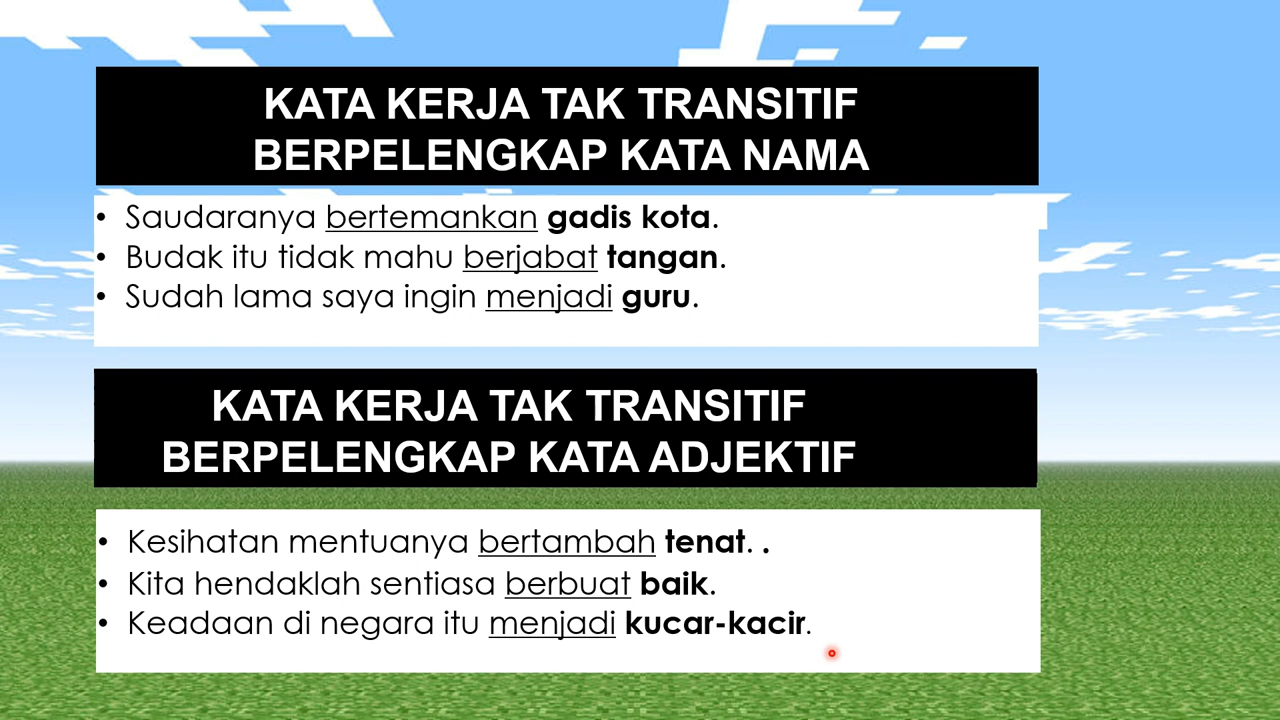 KATA KERJA TAK TRANSITIF
BERPELENGKAP KATA NAMA
• Saudaranya bertemankan gadis kota.
• Budak itu tidak mahu berjabat tangan.
• Sudah lama saya ingin menjadi guru.
KATA KERJA TAK TRANSITIF
BERPELENGKAP KATA ADJEKTIF
• Kesihatan mentuanya bertambah tenat. .
• Kita hendaklah sentiasa berbuat baik.
• Keadaan di negara itu menjadi kucar-kacir.